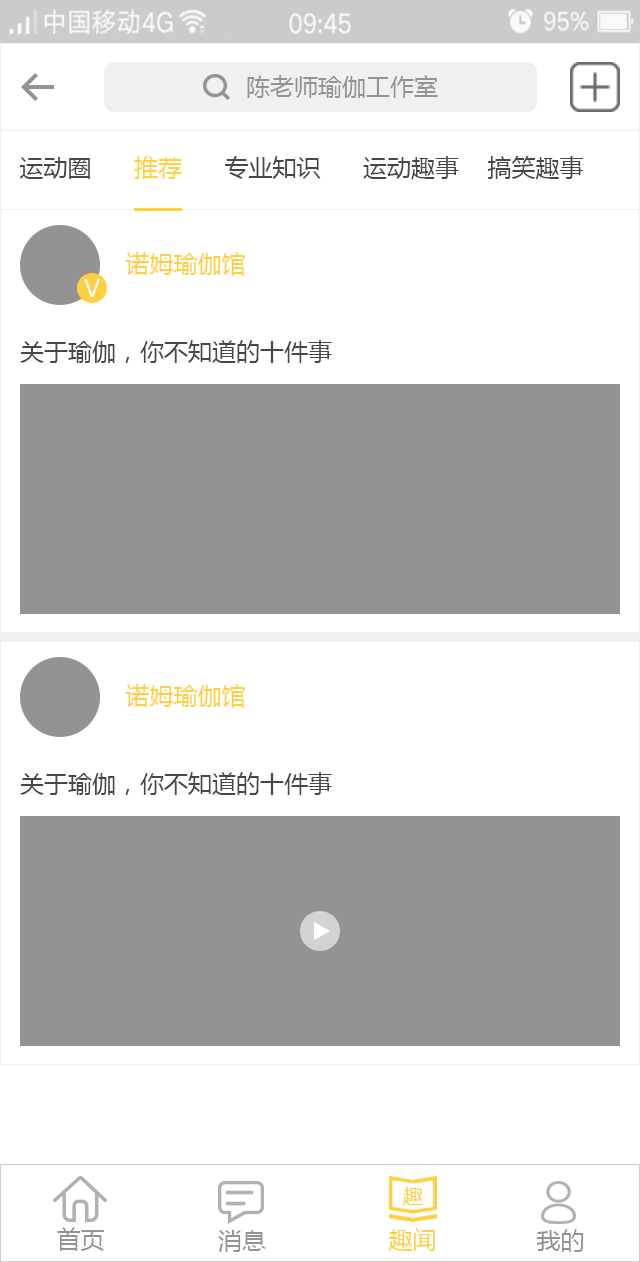 中国移动4G 09:45 95%
陈老师瑜伽工作室
运动圈 推荐 专业知识 运动趣事 搞笑趣事
V 诺姆瑜伽馆
关于瑜伽，你不知道的十件事
诺姆瑜伽馆
关于瑜伽，你不知道的十件事
趣
首页 消息 趣闻 我的